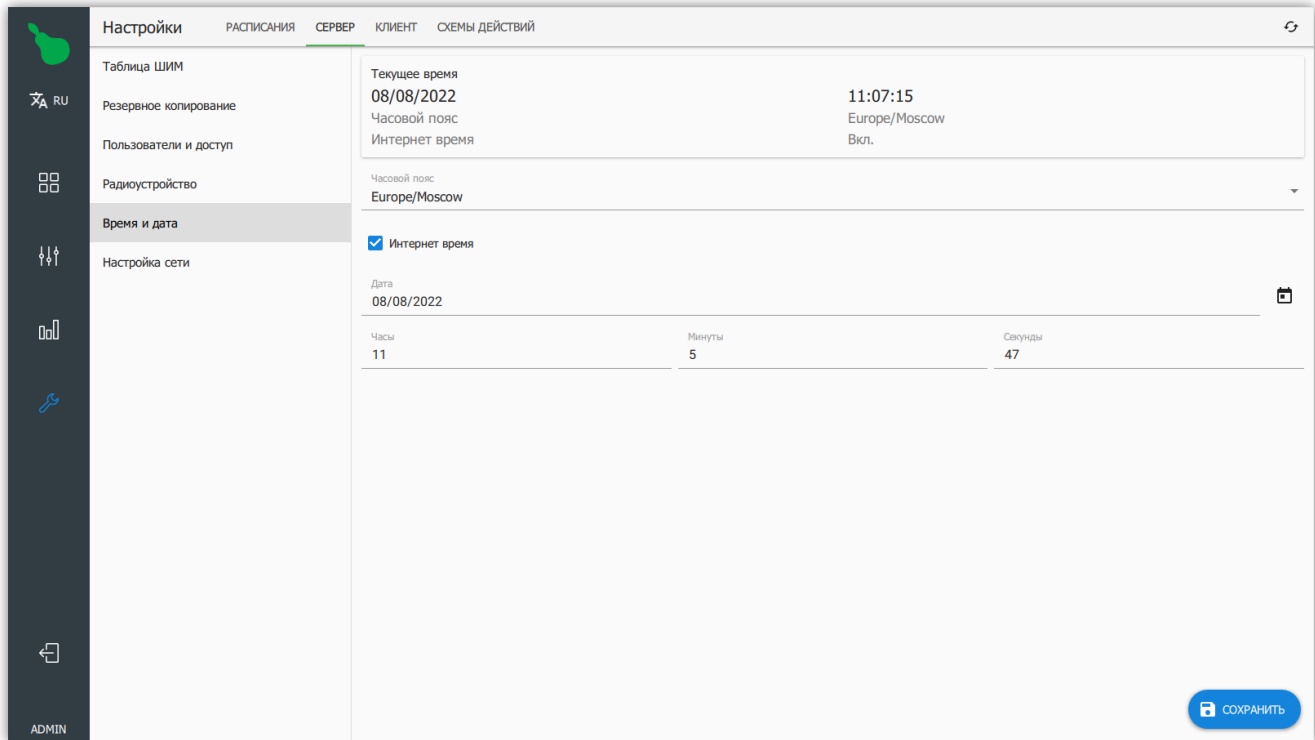 Настройки РАСПИСАНИЯ СЕРВЕР КЛИЕНТ СХЕМЫ ДЕЙСТВИЙ
RU
ADMIN
Таблица ШИМ
Резервное копирование
Пользователи и доступ
Радиоустройство
Время и дата
Настройка сети
Текущее время
08/08/2022 11:07:15
Часовой пояс Europe/Moscow
Интернет время Вкл.
Часовой пояс
Europe/Moscow
Интернет время
Дата
08/08/2022
Часы Минуты Секунды
11 5 47
СОХРАНИТЬ